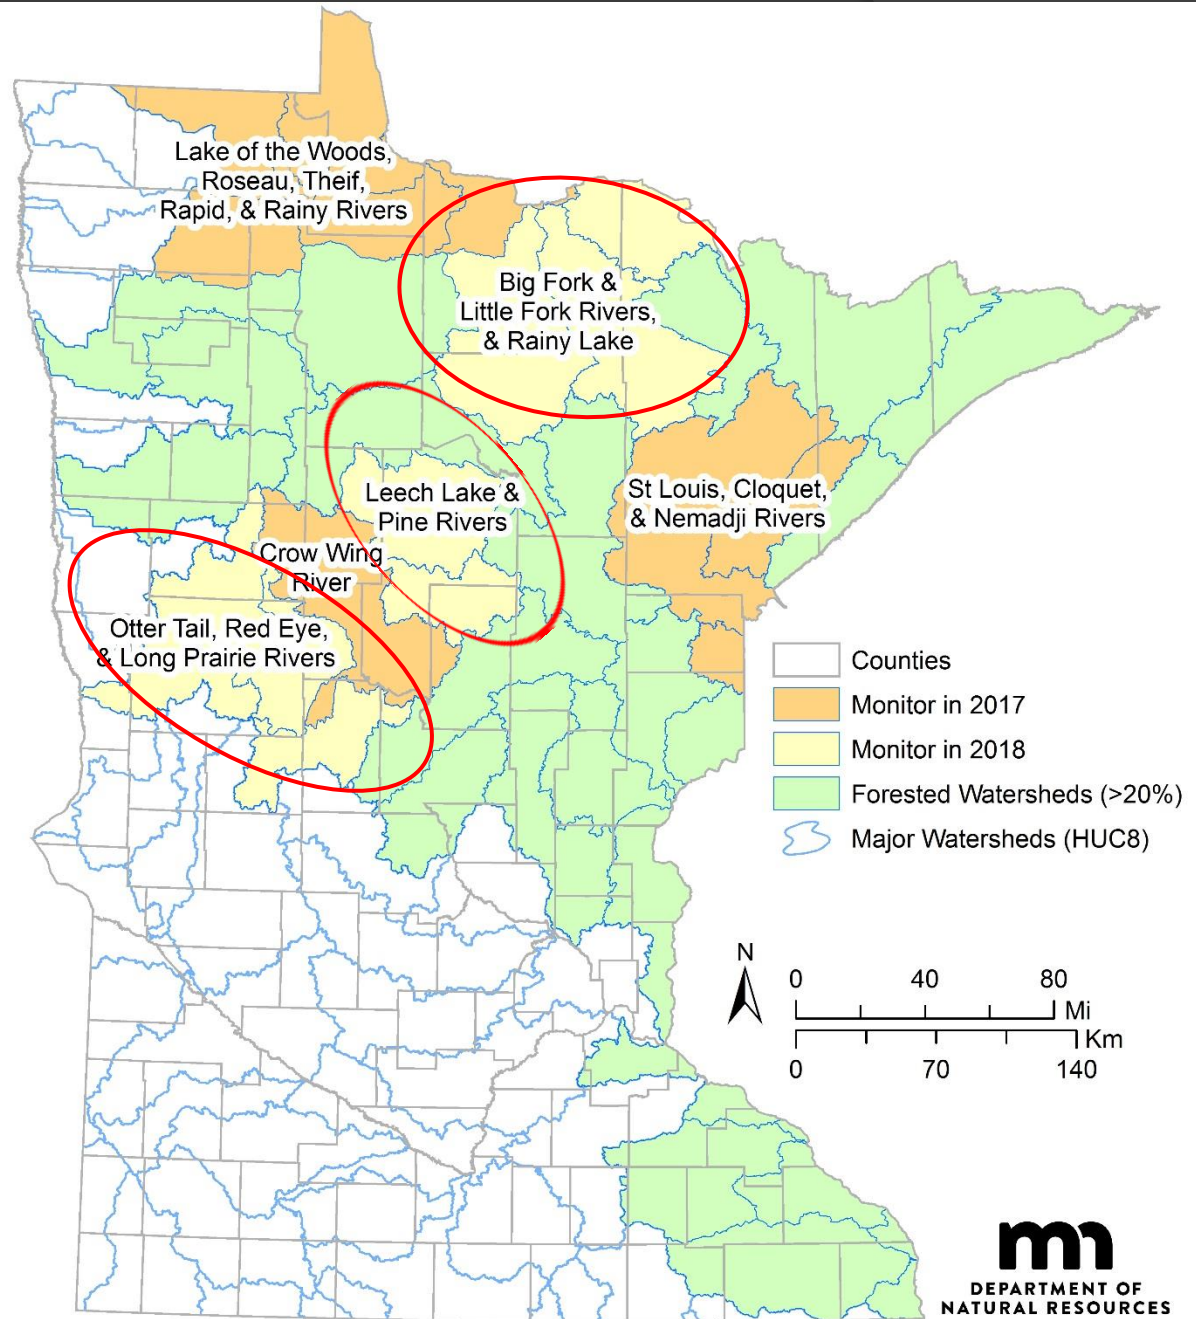 Lake of the Woods,
Roseau, Theif,
Rapid, & Rainy Rivers
Big Fork &
Little Fork Rivers,
& Rainy Lake
Leech Lake &
Pine Rivers
St Louis, Cloquet,
& Nemadji Rivers
Crow Wing
River
Otter Tail, Red Eye,
& Long Prairie Rivers
Counties
Monitor in 2017
Monitor in 2018
Forested Watersheds (>20%)
Major Watersheds (HUC8)
N
0 40 80
Mi
Km
0 70 140
mn
DEPARTMENT OF
NATURAL RESOURCES